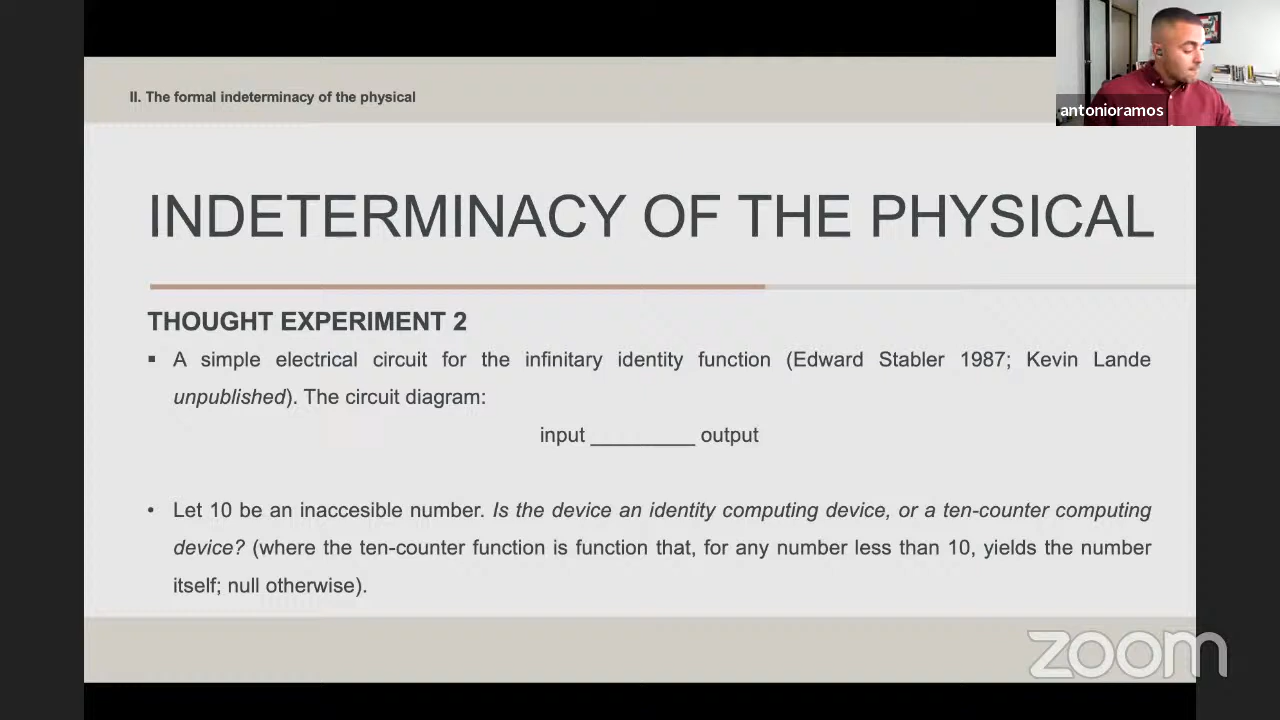 II. The formal indeterminacy of the physical
antonioramos
INDETERMINACY OF THE PHYSICAL
THOUGHT EXPERIMENT 2
▪ A simple electrical circuit for the infinitary identity function (Edward Stabler 1987; Kevin Lande
unpublished). The circuit diagram:
input _________ output
• Let 10 be an inaccesible number. Is the device an identity computing device, or a ten-counter computing
device? (where the ten-counter function is function that, for any number less than 10, yields the number
itself; null otherwise).
zoom